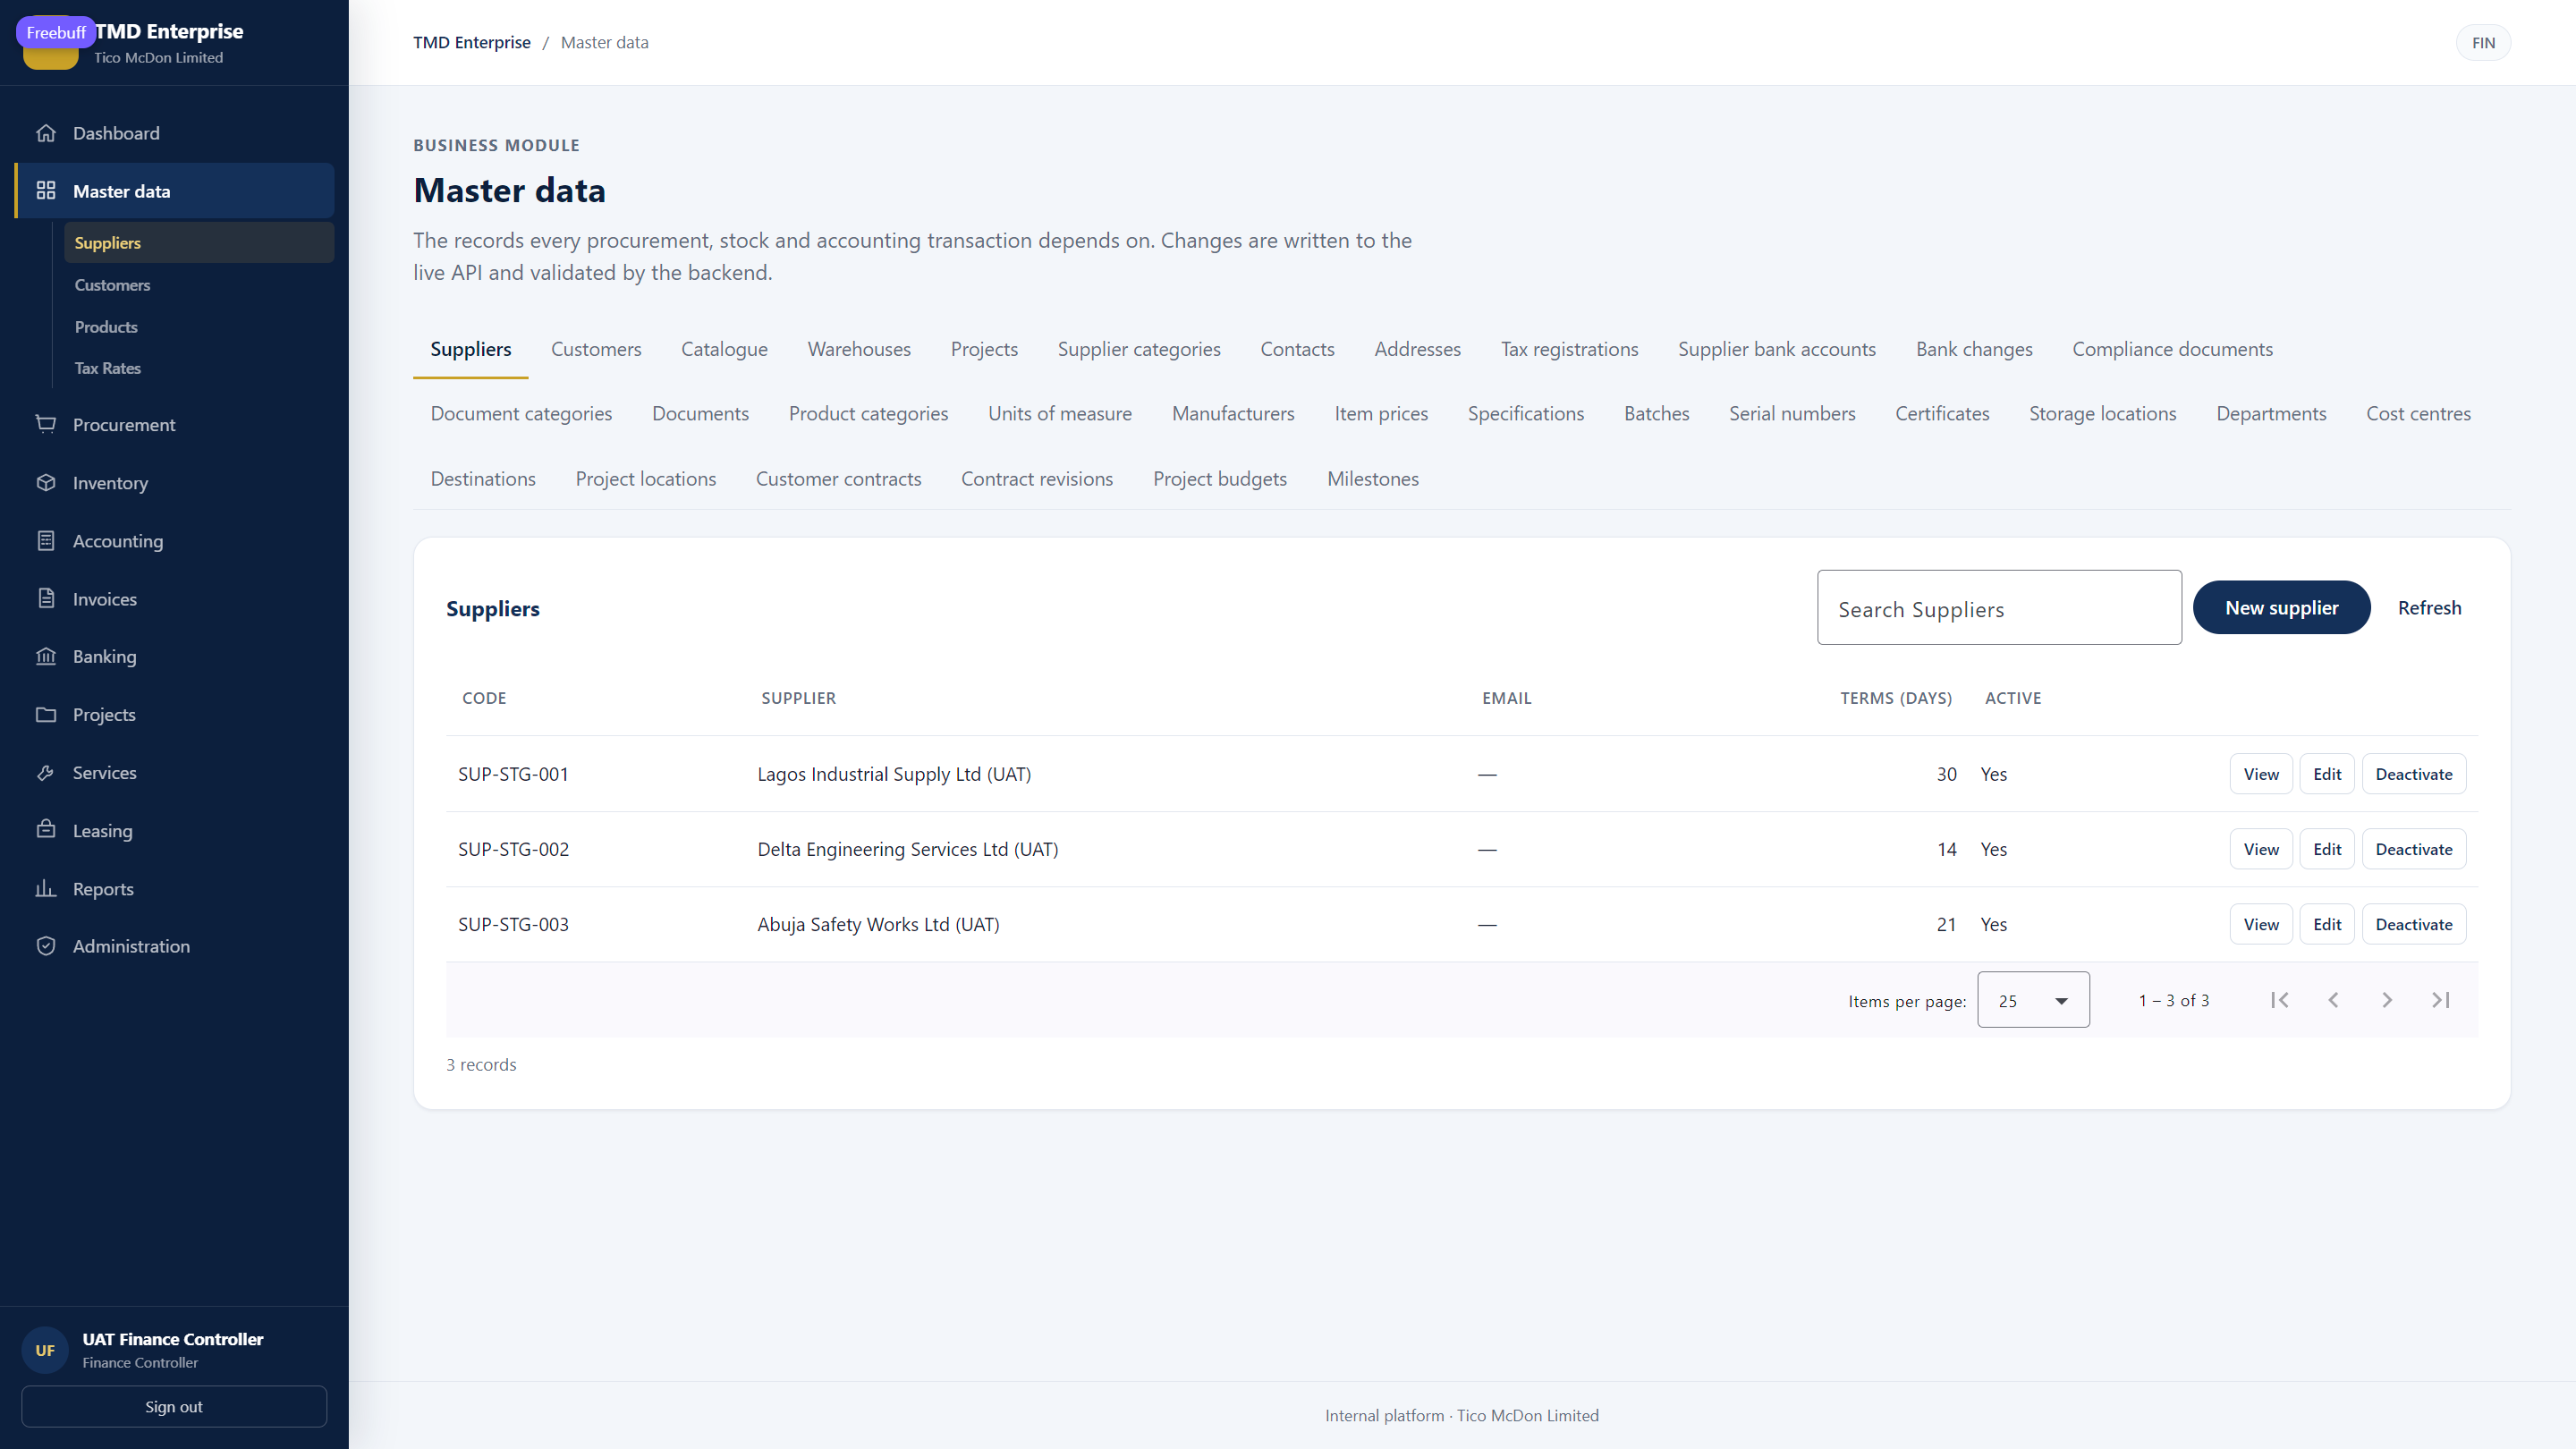 Freebuff
TMD Enterprise
Tico McDon Limited
Dashboard
Master data
Suppliers
Customers
Products
Tax Rates
Procurement
Inventory
Accounting
Invoices
Banking
Projects
Services
Leasing
Reports
Administration
UF
UAT Finance Controller
Finance Controller
Sign out
TMD Enterprise / Master data
FIN
BUSINESS MODULE
Master data
The records every procurement, stock and accounting transaction depends on. Changes are written to the
live API and validated by the backend.
Suppliers Customers Catalogue Warehouses Projects Supplier categories Contacts Addresses Tax registrations Supplier bank accounts Bank changes Compliance documents
Document categories Documents Product categories Units of measure Manufacturers Item prices Specifications Batches Serial numbers Certificates Storage locations Departments Cost centres
Destinations Project locations Customer contracts Contract revisions Project budgets Milestones
Suppliers Search Suppliers New supplier Refresh
CODE SUPPLIER EMAIL TERMS (DAYS) ACTIVE
SUP-STG-001 Lagos Industrial Supply Ltd (UAT) — 30 Yes View Edit Deactivate
SUP-STG-002 Delta Engineering Services Ltd (UAT) — 14 Yes View Edit Deactivate
SUP-STG-003 Abuja Safety Works Ltd (UAT) — 21 Yes View Edit Deactivate
Items per page: 25 1 – 3 of 3
3 records
Internal platform · Tico McDon Limited